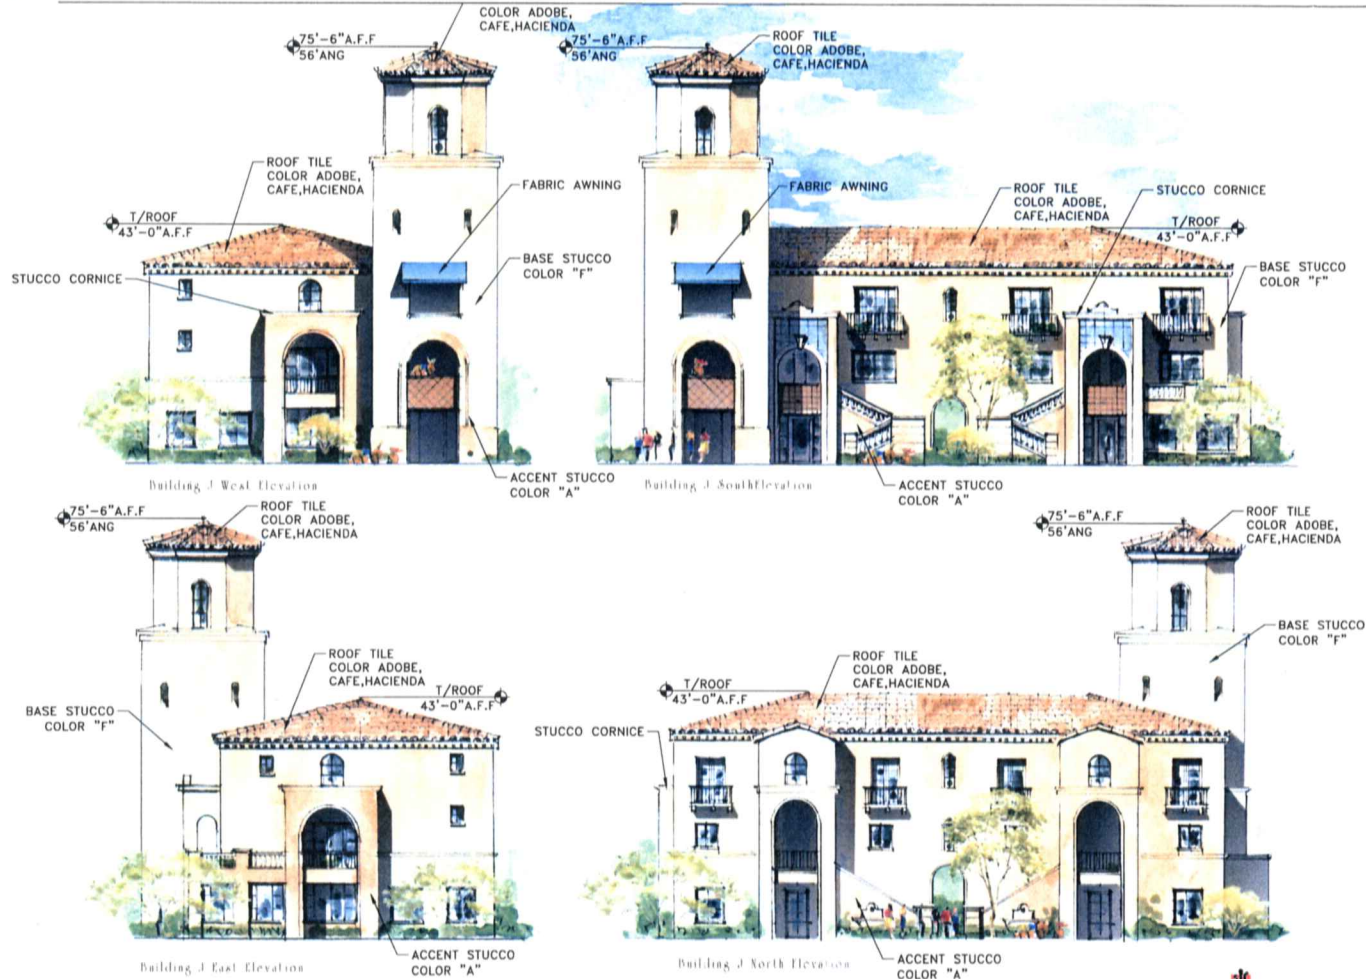 COLOR ADOBE,
CAFE,HACIENDA
75'-6"A.F.F
56'ANG
ROOF TILE
COLOR ADOBE,
CAFE,HACIENDA
FABRIC AWNING
T/ROOF
43'-0"A.F.F
STUCCO CORNICE
BASE STUCCO
COLOR "F"
ACCENT STUCCO
COLOR "A"
Building J West Elevation
75'-6"A.F.F
56'ANG
ROOF TILE
COLOR ADOBE,
CAFE,HACIENDA
FABRIC AWNING
ROOF TILE
COLOR ADOBE,
CAFE,HACIENDA
STUCCO CORNICE
T/ROOF
43'-0"A.F.F
BASE STUCCO
COLOR "F"
ACCENT STUCCO
COLOR "A"
Building J SouthElevation
75'-6"A.F.F
56'ANG
ROOF TILE
COLOR ADOBE,
CAFE,HACIENDA
ROOF TILE
COLOR ADOBE,
CAFE,HACIENDA
T/ROOF
43'-0"A.F.F
BASE STUCCO
COLOR "F"
ACCENT STUCCO
COLOR "A"
Building J East Elevation
75'-6"A.F.F
56'ANG
ROOF TILE
COLOR ADOBE,
CAFE,HACIENDA
BASE STUCCO
COLOR "F"
ROOF TILE
COLOR ADOBE,
CAFE,HACIENDA
T/ROOF
43'-0"A.F.F
STUCCO CORNICE
ACCENT STUCCO
COLOR "A"
Building J North Elevation